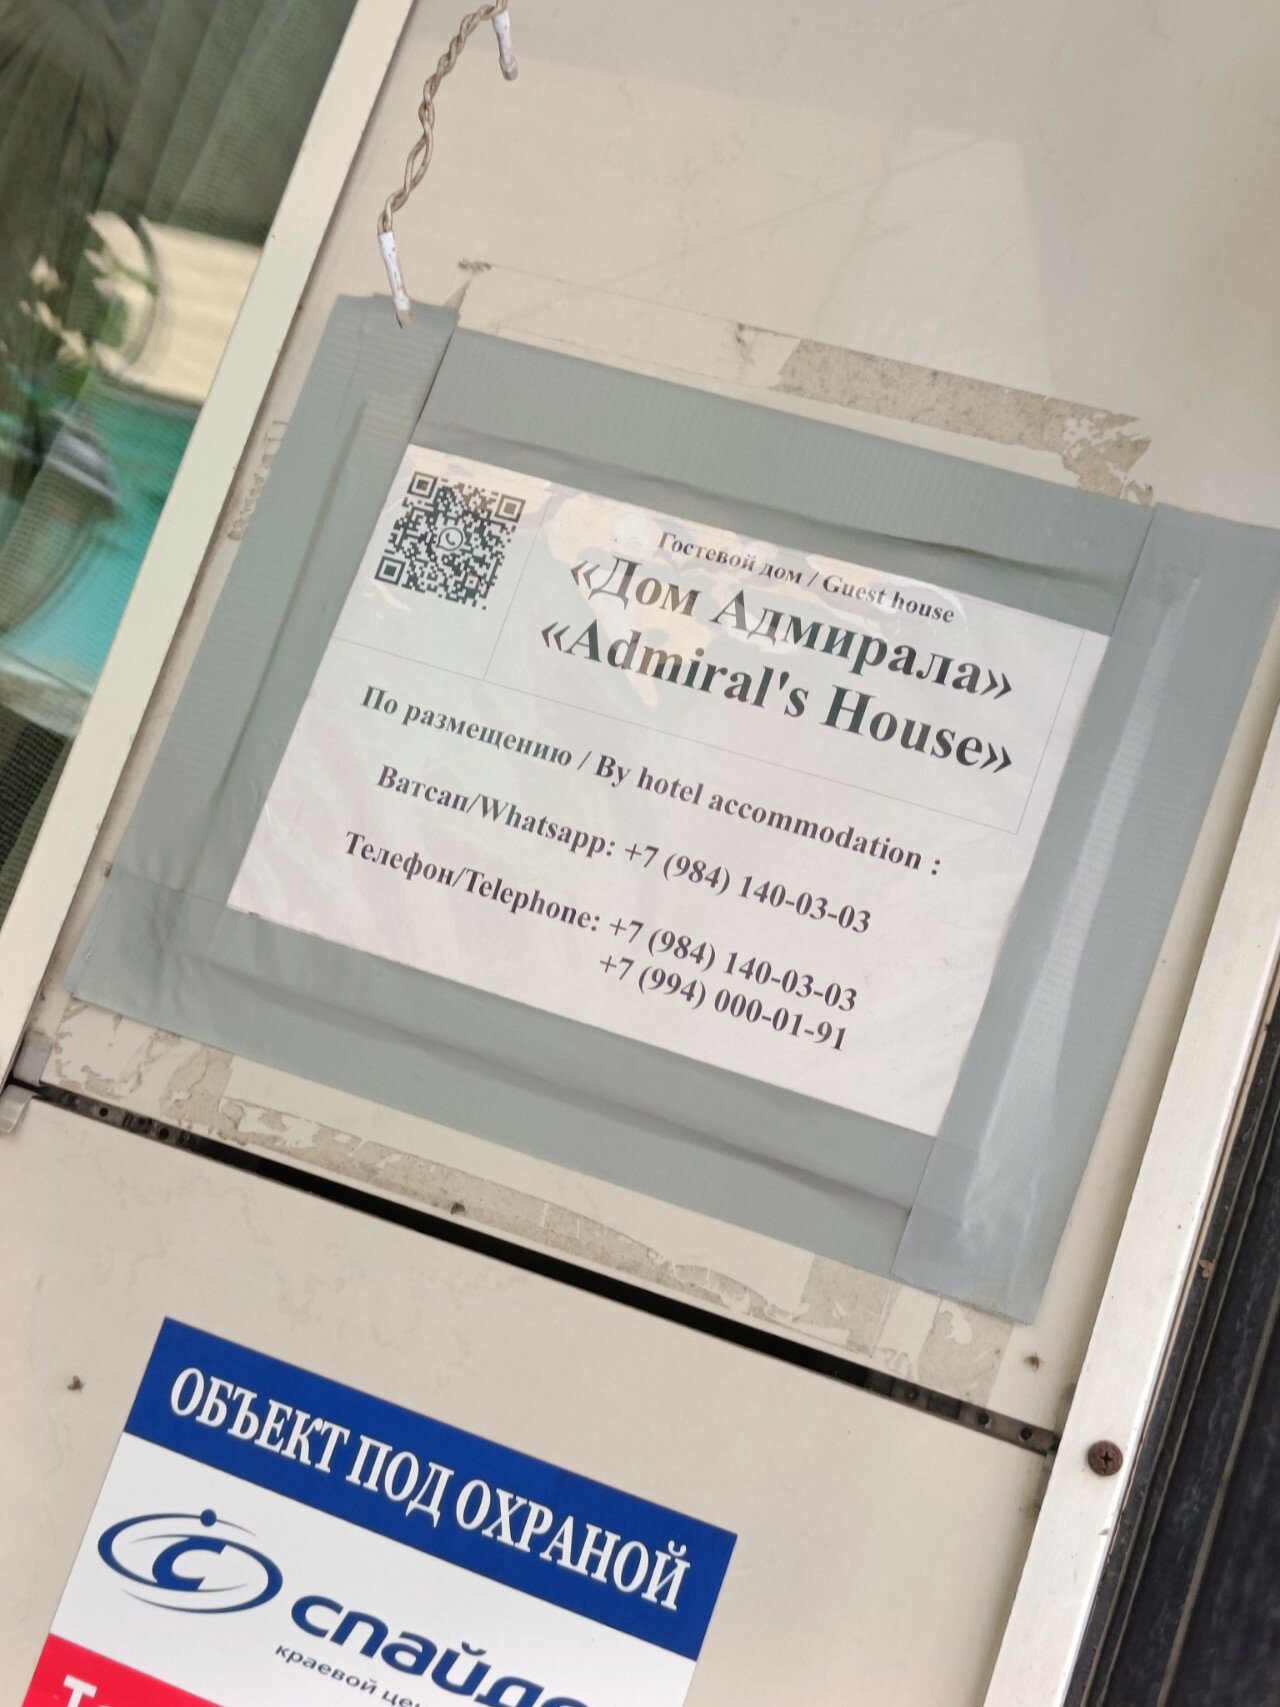 Гостевой дом / Guest house
«Дом Адмирала»
«Admiral's House»
По размещению / By hotel accommodation :
Ватсап/Whatsapp: +7 (984) 140-03-03
Телефон/Telephone: +7 (984) 140-03-03
+7 (994) 000-01-91
ОБЪЕКТ ПОД ОХРАНОЙ
спайде
краевой це